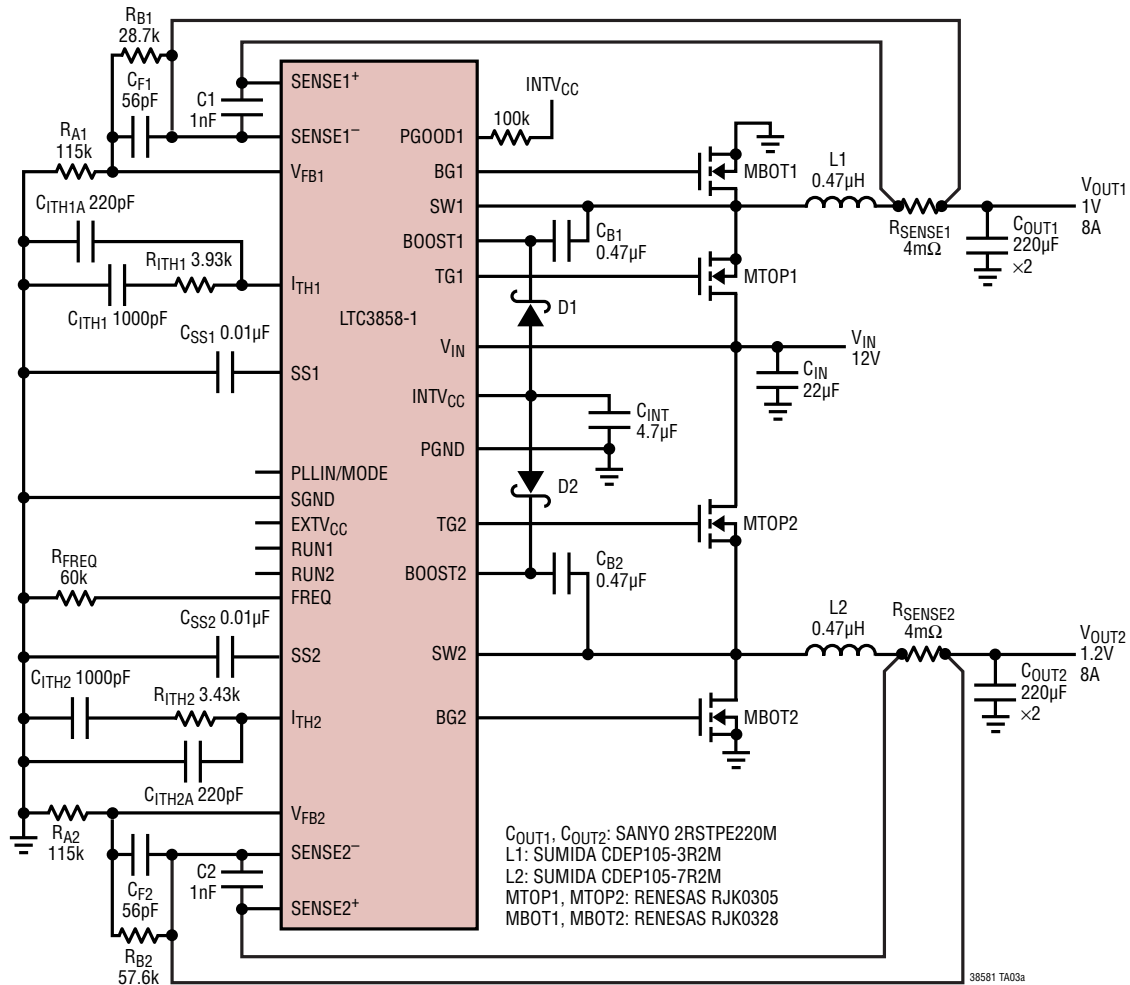 RB1
28.7k
CF1
56pF
C1
1nF
RA1
115k
CITH1A 220pF
RITH1 3.93k
CITH1 1000pF
CSS1 0.01µF
RFREQ
60k
CSS2 0.01µF
CITH2 1000pF
RITH2 3.43k
CITH2A 220pF
RA2
115k
CF2
56pF
RB2
57.6k
C2
1nF
SENSE1+
SENSE1–
VFB1
ITH1
SS1
PLLIN/MODE
SGND
EXTVCC
RUN1
RUN2
FREQ
SS2
ITH2
VFB2
SENSE2–
SENSE2+
LTC3858-1
PGOOD1
BG1
SW1
BOOST1
TG1
VIN
INTVCC
PGND
TG2
BOOST2
SW2
BG2
INTVCC
100k
MBOT1
L1
0.47µH
RSENSE1
4mΩ
VOUT1
1V
8A
COUT1
220µF
×2
CB1
0.47µF
MTOP1
D1
VIN
12V
CIN
22µF
CINT
4.7µF
D2
MTOP2
CB2
0.47µF
L2
0.47µH
RSENSE2
4mΩ
VOUT2
1.2V
8A
COUT2
220µF
×2
MBOT2
COUT1, COUT2: SANYO 2RSTPE220M
L1: SUMIDA CDEP105-3R2M
L2: SUMIDA CDEP105-7R2M
MTOP1, MTOP2: RENESAS RJK0305
MBOT1, MBOT2: RENESAS RJK0328
38581 TA03a